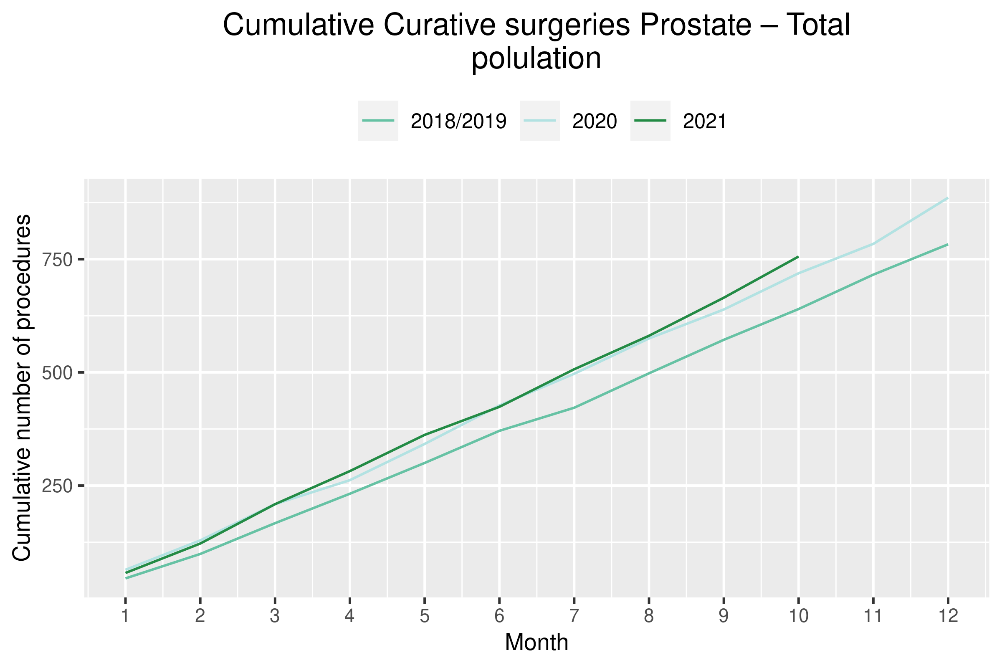 Cumulative Curative surgeries Prostate – Total
polulation
2018/2019 2020 2021
Cumulative number of procedures
750
500
250
1 2 3 4 5 6 7 8 9 10 11 12
Month